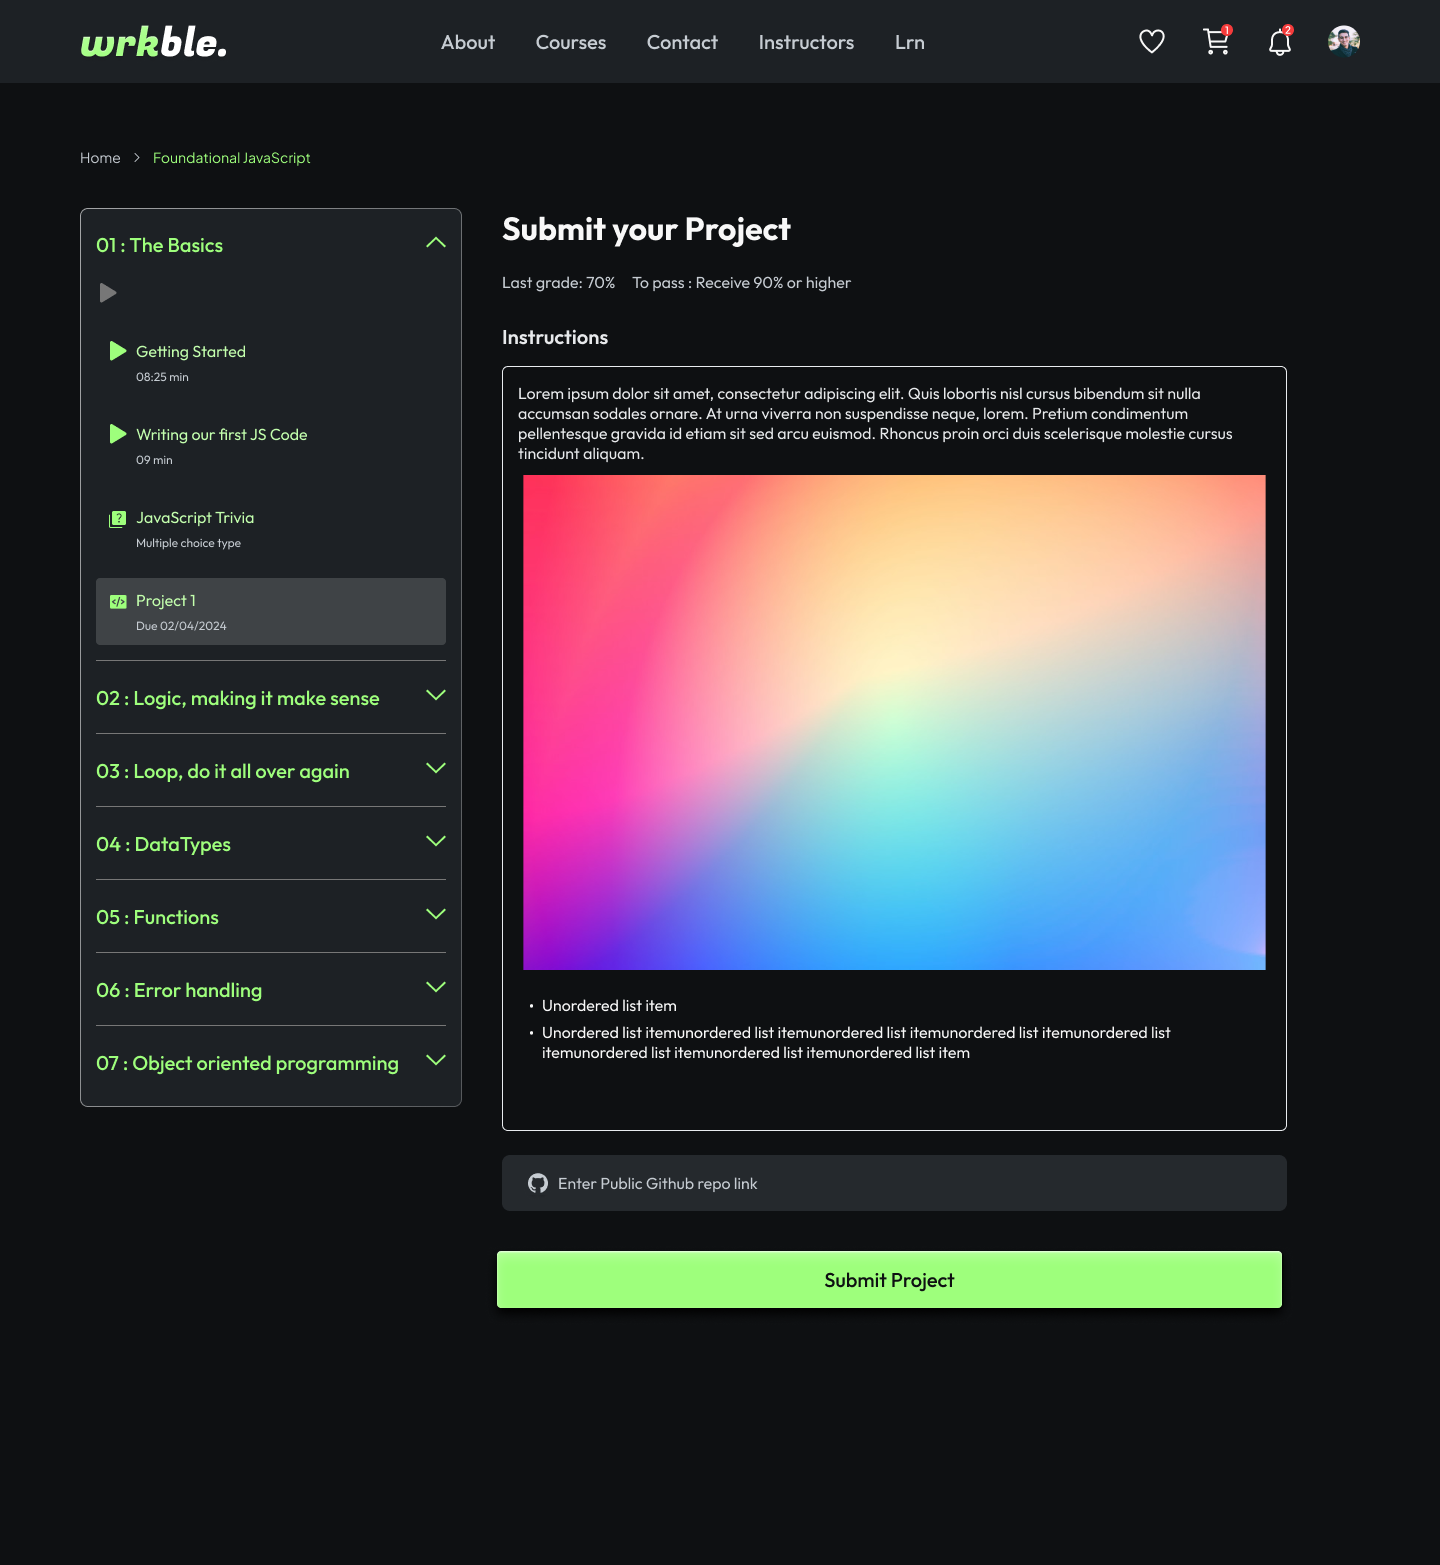 wrkble.
About Courses Contact Instructors Lrn
1
2
Home > Foundational JavaScript
01 : The Basics
Getting Started
08:25 min
Writing our first JS Code
09 min
?
JavaScript Trivia
Multiple choice type
</>
Project 1
Due 02/04/2024
02 : Logic, making it make sense
03 : Loop, do it all over again
04 : DataTypes
05 : Functions
06 : Error handling
07 : Object oriented programming
Submit your Project
Last grade: 70% To pass : Receive 90% or higher
Instructions
Lorem ipsum dolor sit amet, consectetur adipiscing elit. Quis lobortis nisl cursus bibendum sit nulla
accumsan sodales ornare. At urna viverra non suspendisse neque, lorem. Pretium condimentum
pellentesque gravida id etiam sit sed arcu euismod. Rhoncus proin orci duis scelerisque molestie cursus
tincidunt aliquam.
• Unordered list item
• Unordered list itemunordered list itemunordered list itemunordered list itemunordered list
itemunordered list itemunordered list itemunordered list item
Enter Public Github repo link
Submit Project